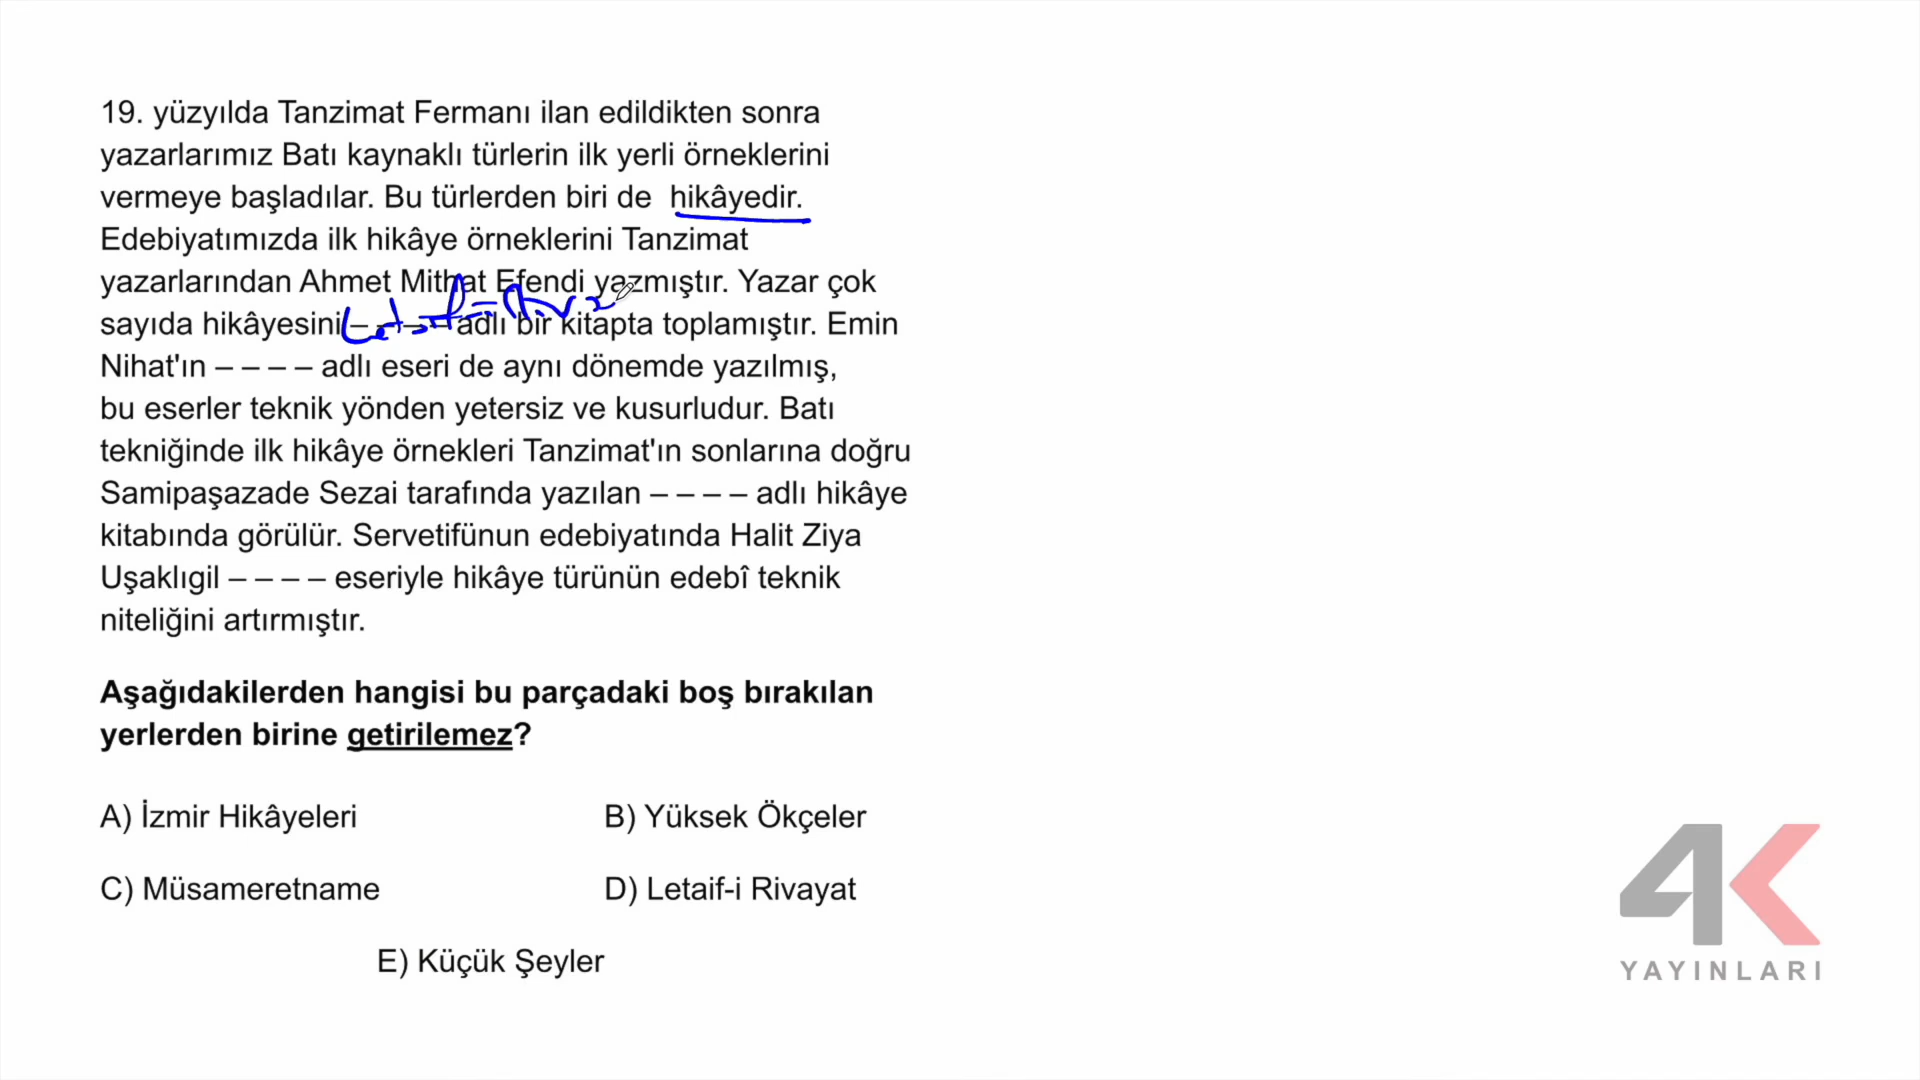 19. yüzyılda Tanzimat Fermanı ilan edildikten sonra
yazarlarımız Batı kaynaklı türlerin ilk yerli örneklerini
vermeye başladılar. Bu türlerden biri de hikâyedir.
Edebiyatımızda ilk hikâye örneklerini Tanzimat
yazarlarından Ahmet Mithat Efendi yazmıştır. Yazar çok
sayıda hikâyesini – – – – adlı bir kitapta toplamıştır. Emin
Nihat'ın – – – – adlı eseri de aynı dönemde yazılmış,
bu eserler teknik yönden yetersiz ve kusurludur. Batı
tekniğinde ilk hikâye örnekleri Tanzimat'ın sonlarına doğru
Samipaşazade Sezai tarafında yazılan – – – – adlı hikâye
kitabında görülür. Servetifünun edebiyatında Halit Ziya
Uşaklıgil – – – – eseriyle hikâye türünün edebî teknik
niteliğini artırmıştır.
Aşağıdakilerden hangisi bu parçadaki boş bırakılan
yerlerden birine getirilemez?
A) İzmir Hikâyeleri
B) Yüksek Ökçeler
C) Müsameretname
D) Letaif-i Rivayat
E) Küçük Şeyler
4K
YAYINLARI